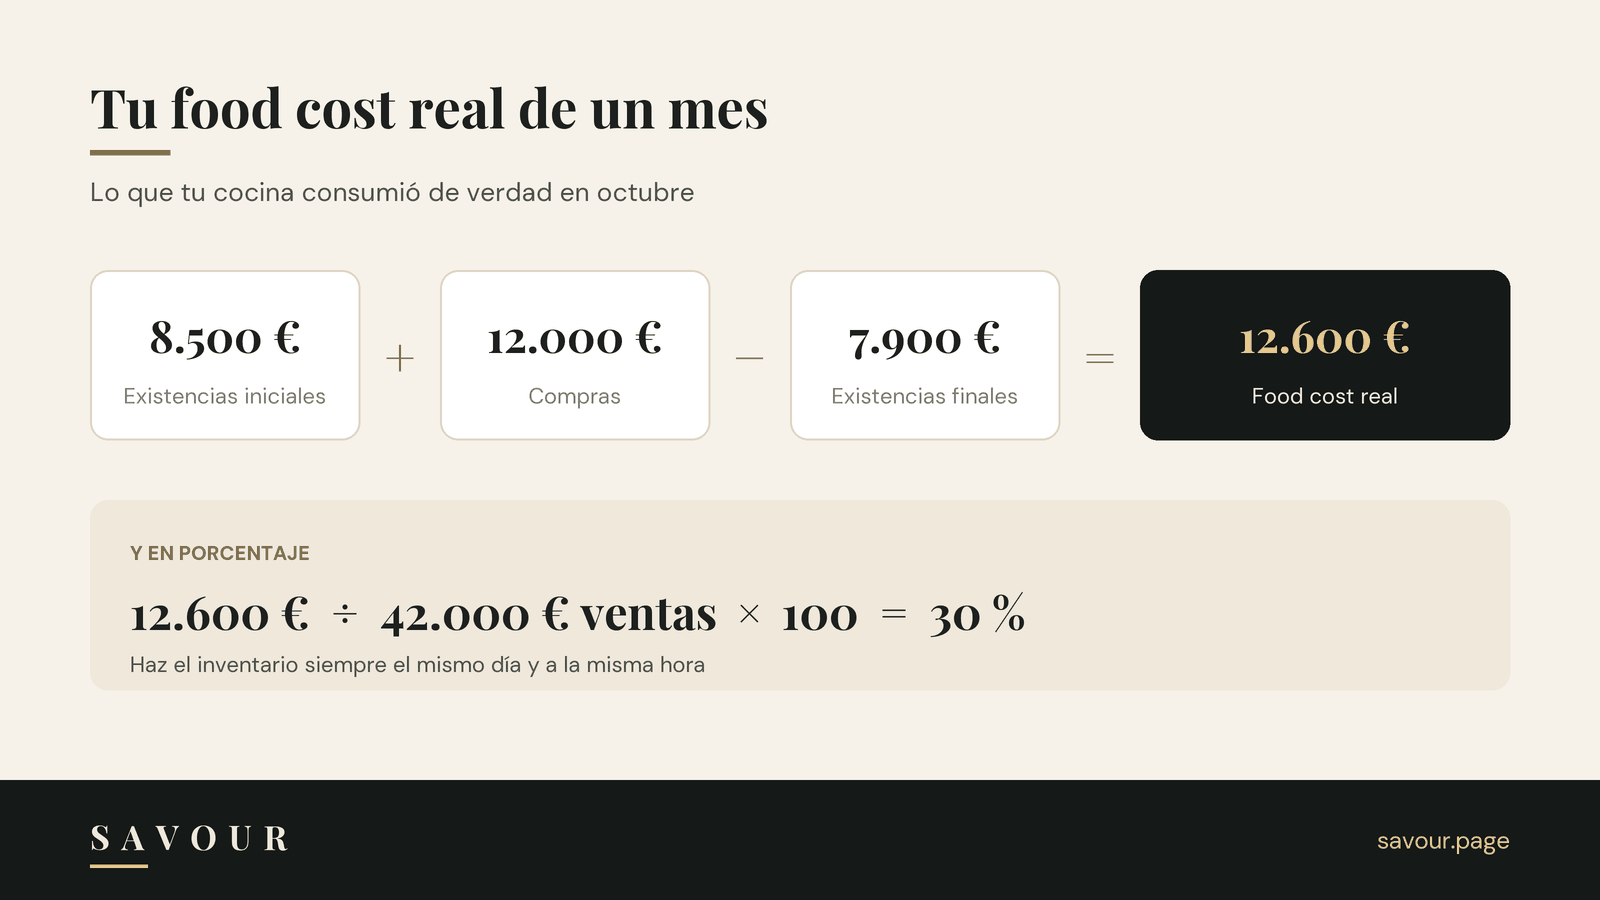 Tu food cost real de un mes
Lo que tu cocina consumió de verdad en octubre
8.500 € + 12.000 € − 7.900 € = 12.600 €
Existencias iniciales Compras Existencias finales Food cost real
Y EN PORCENTAJE
12.600 € ÷ 42.000 € ventas × 100 = 30 %
Haz el inventario siempre el mismo día y a la misma hora
SAVOUR
savour.page